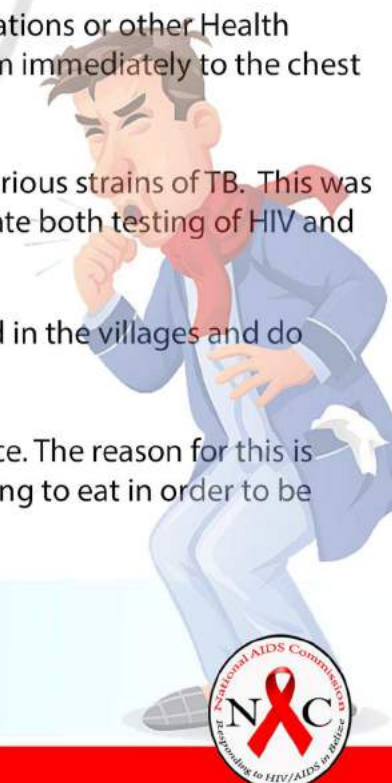 ations or other Health
n immediately to the chest
rious strains of TB. This was
ate both testing of HIV and
d in the villages and do
ce. The reason for this is
ng to eat in order to be
National AIDS Commission
NAC
Responding to HIV/AIDS in Belize